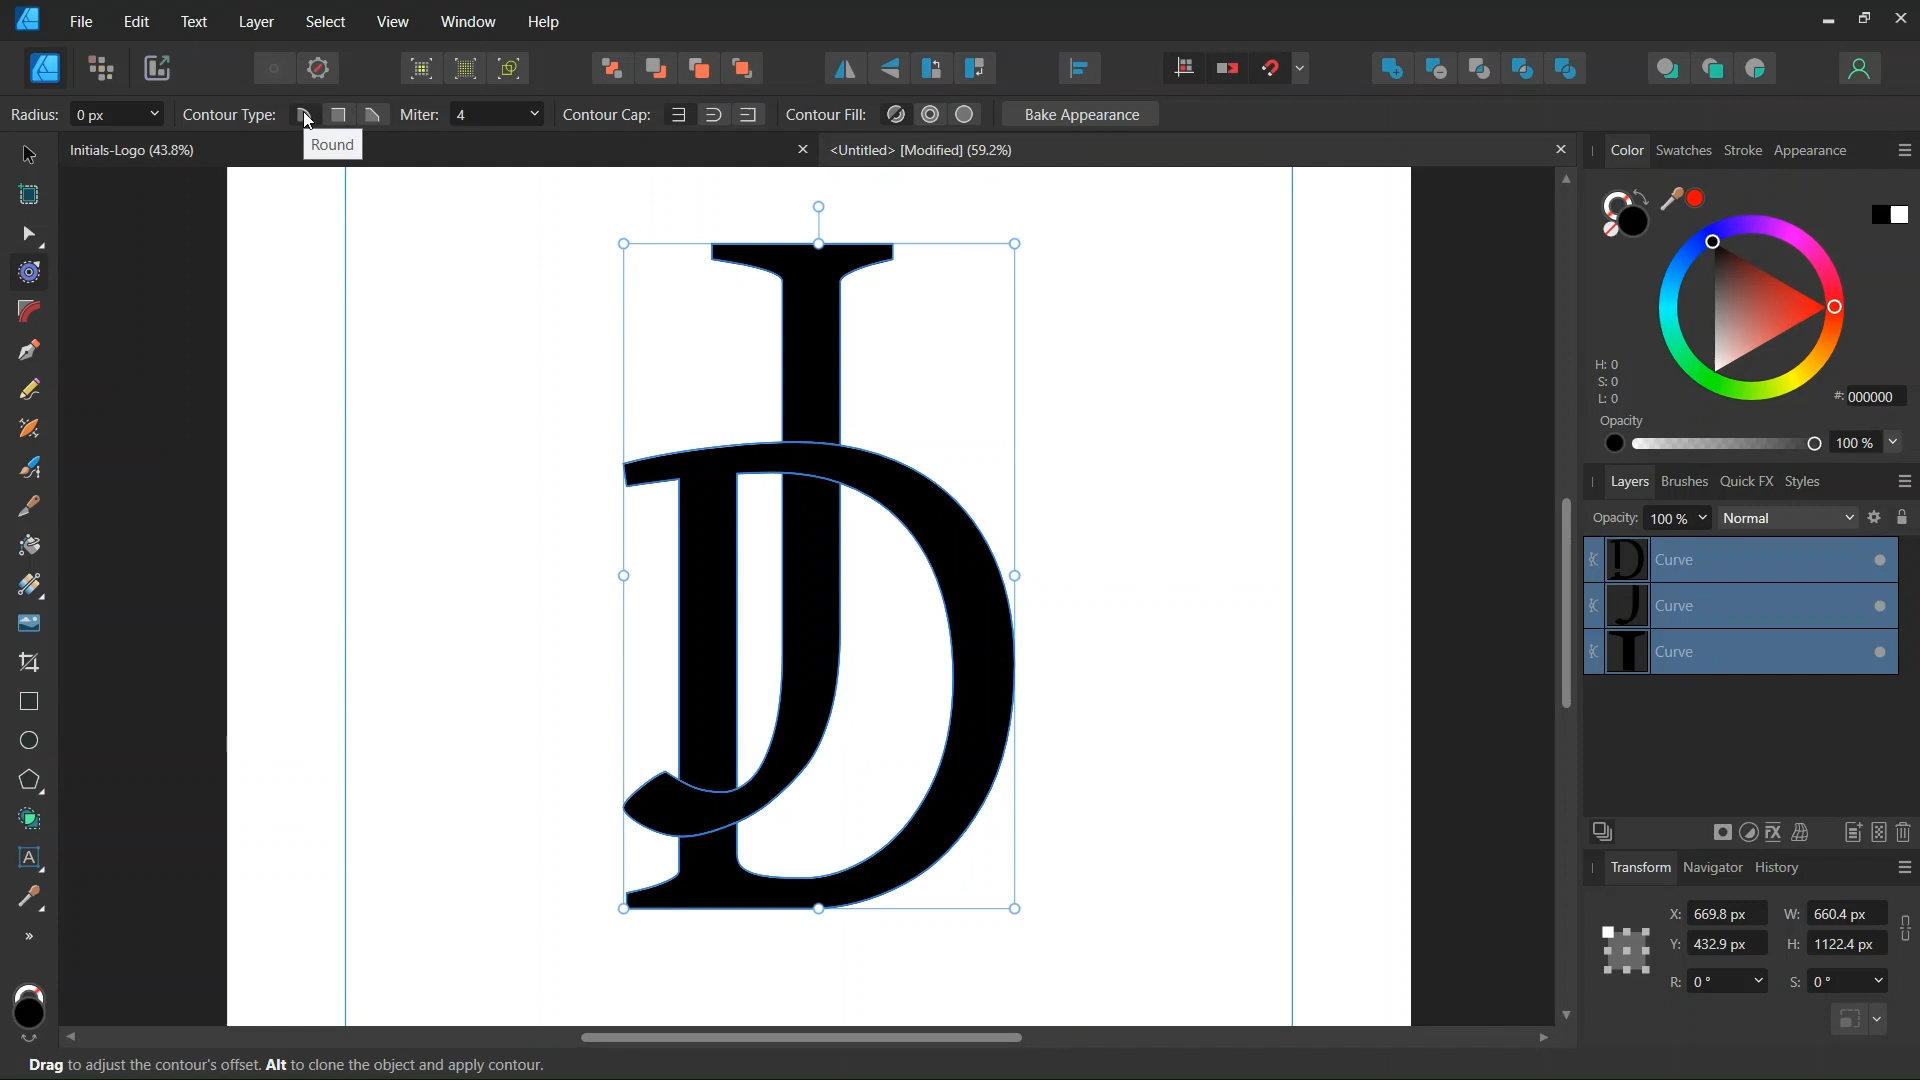 File Edit Text Layer Select View Window Help
Radius: 0 px Contour Type: Miter: 4 Contour Cap: Contour Fill: Bake Appearance
Round
Initials-Logo (43.8%) <Untitled> [Modified] (59.2%)
Color Swatches Stroke Appearance
H: 0
S: 0
L: 0
#: 000000
Opacity
100 %
Layers Brushes Quick FX Styles
Opacity: 100 % Normal
Curve
Curve
Curve
Transform Navigator History
X: 669.8 px W: 660.4 px
Y: 432.9 px H: 1122.4 px
R: 0 ° S: 0 °
JD
Drag to adjust the contour's offset. Alt to clone the object and apply contour.